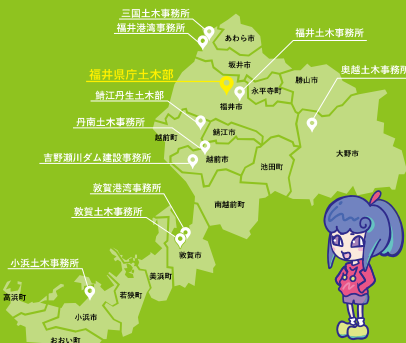 三国土木事務所
福井港湾事務所
あわら市
福井土木事務所
坂井市
奥越土木事務所
福井県庁土木部
勝山市
永平寺町
鯖江丹生土木部
福井市
丹南土木事務所
鯖江市
越前町
大野市
吉野瀬川ダム建設事務所
越前市
池田町
敦賀港湾事務所
南越前町
敦賀土木事務所
敦賀市
小浜土木事務所
美浜町
高浜町
若狭町
小浜市
おおい町